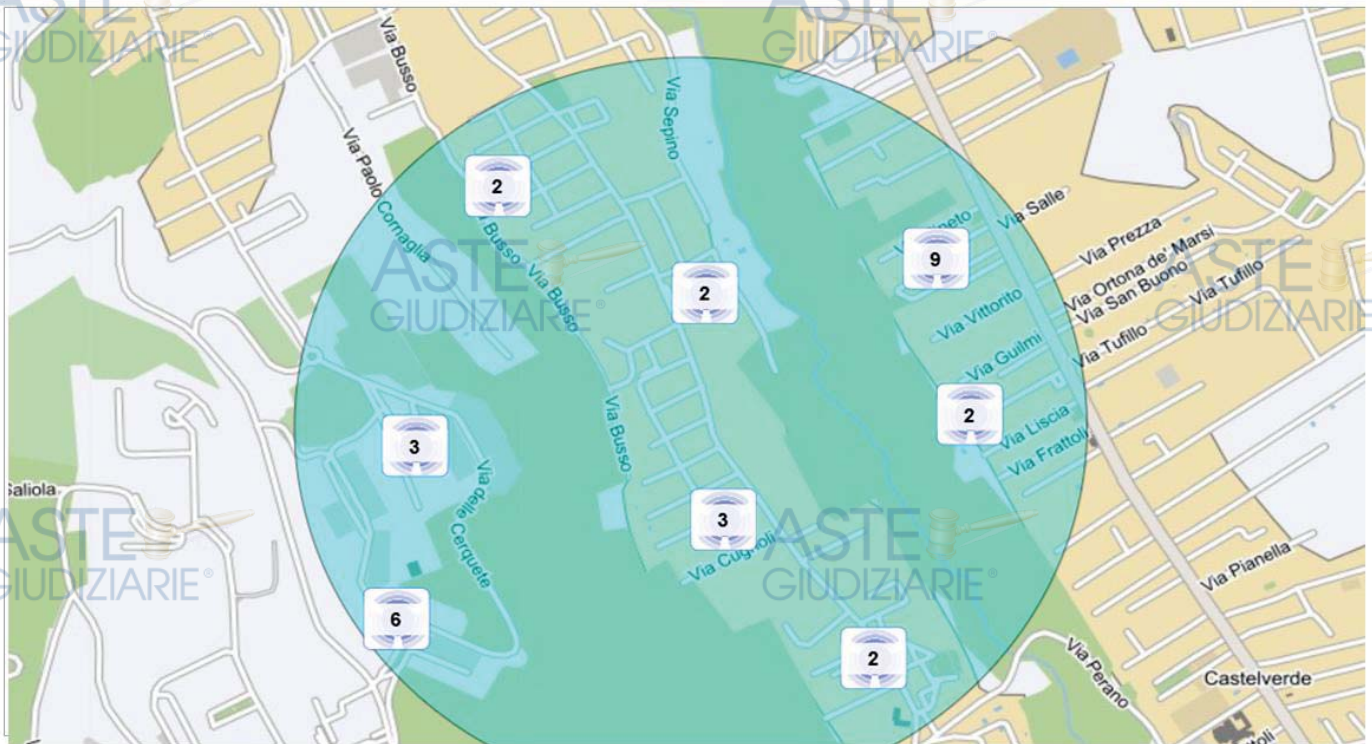 ASTE
GIUDIZIARIE®
ASTE
GIUDIZIARIE®
Via Busso
Via Sepino
Via Paolo Cornaglia
2
Via Salle
Via Prezza
9
Via Ortona de' Marsi
Via San Buono
Via Tufillo
Busso
Via Busso
2
ASTE
GIUDIZIARIE®
ASTE
GIUDIZIARIE
Via Vittorito
Via Tufillo
Via Guilmi
2
Via Liscia
Via Frattoli
Via Busso
3
Via delle Cerquete
Saliola
3
Via Cugnoli
ASTE
GIUDIZIARIE®
ASTE
GIUDIZIARIE®
Via Pianella
6
2
Via Perano
Castelverde